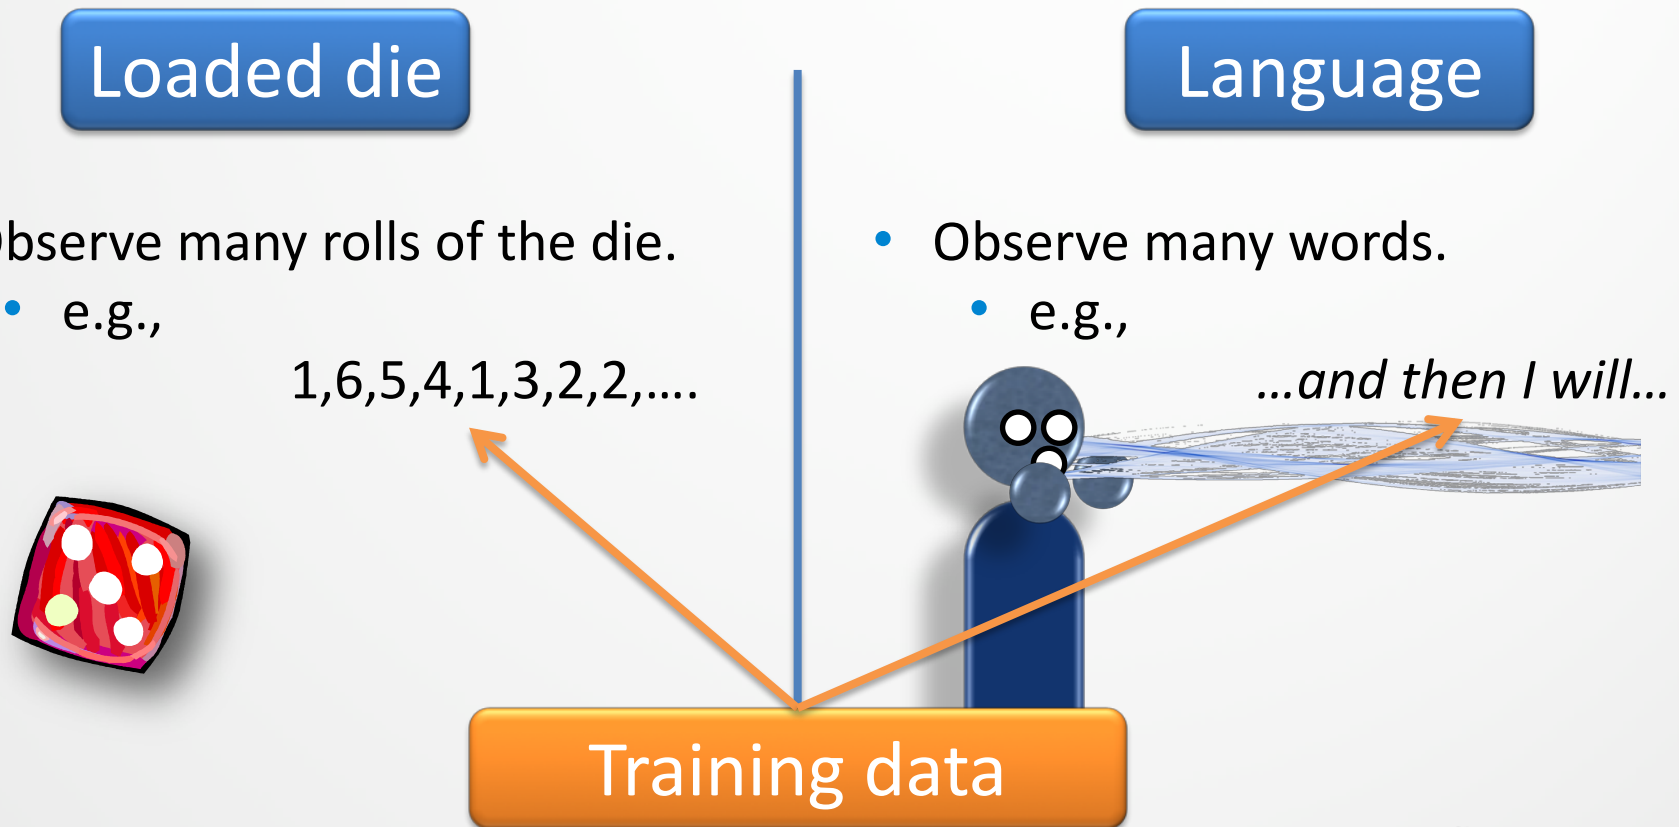 Loaded die
bserve many rolls of the die.
• e.g.,
1,6,5,4,1,3,2,2,....
Language
• Observe many words.
• e.g.,
...and then I will...
Training data